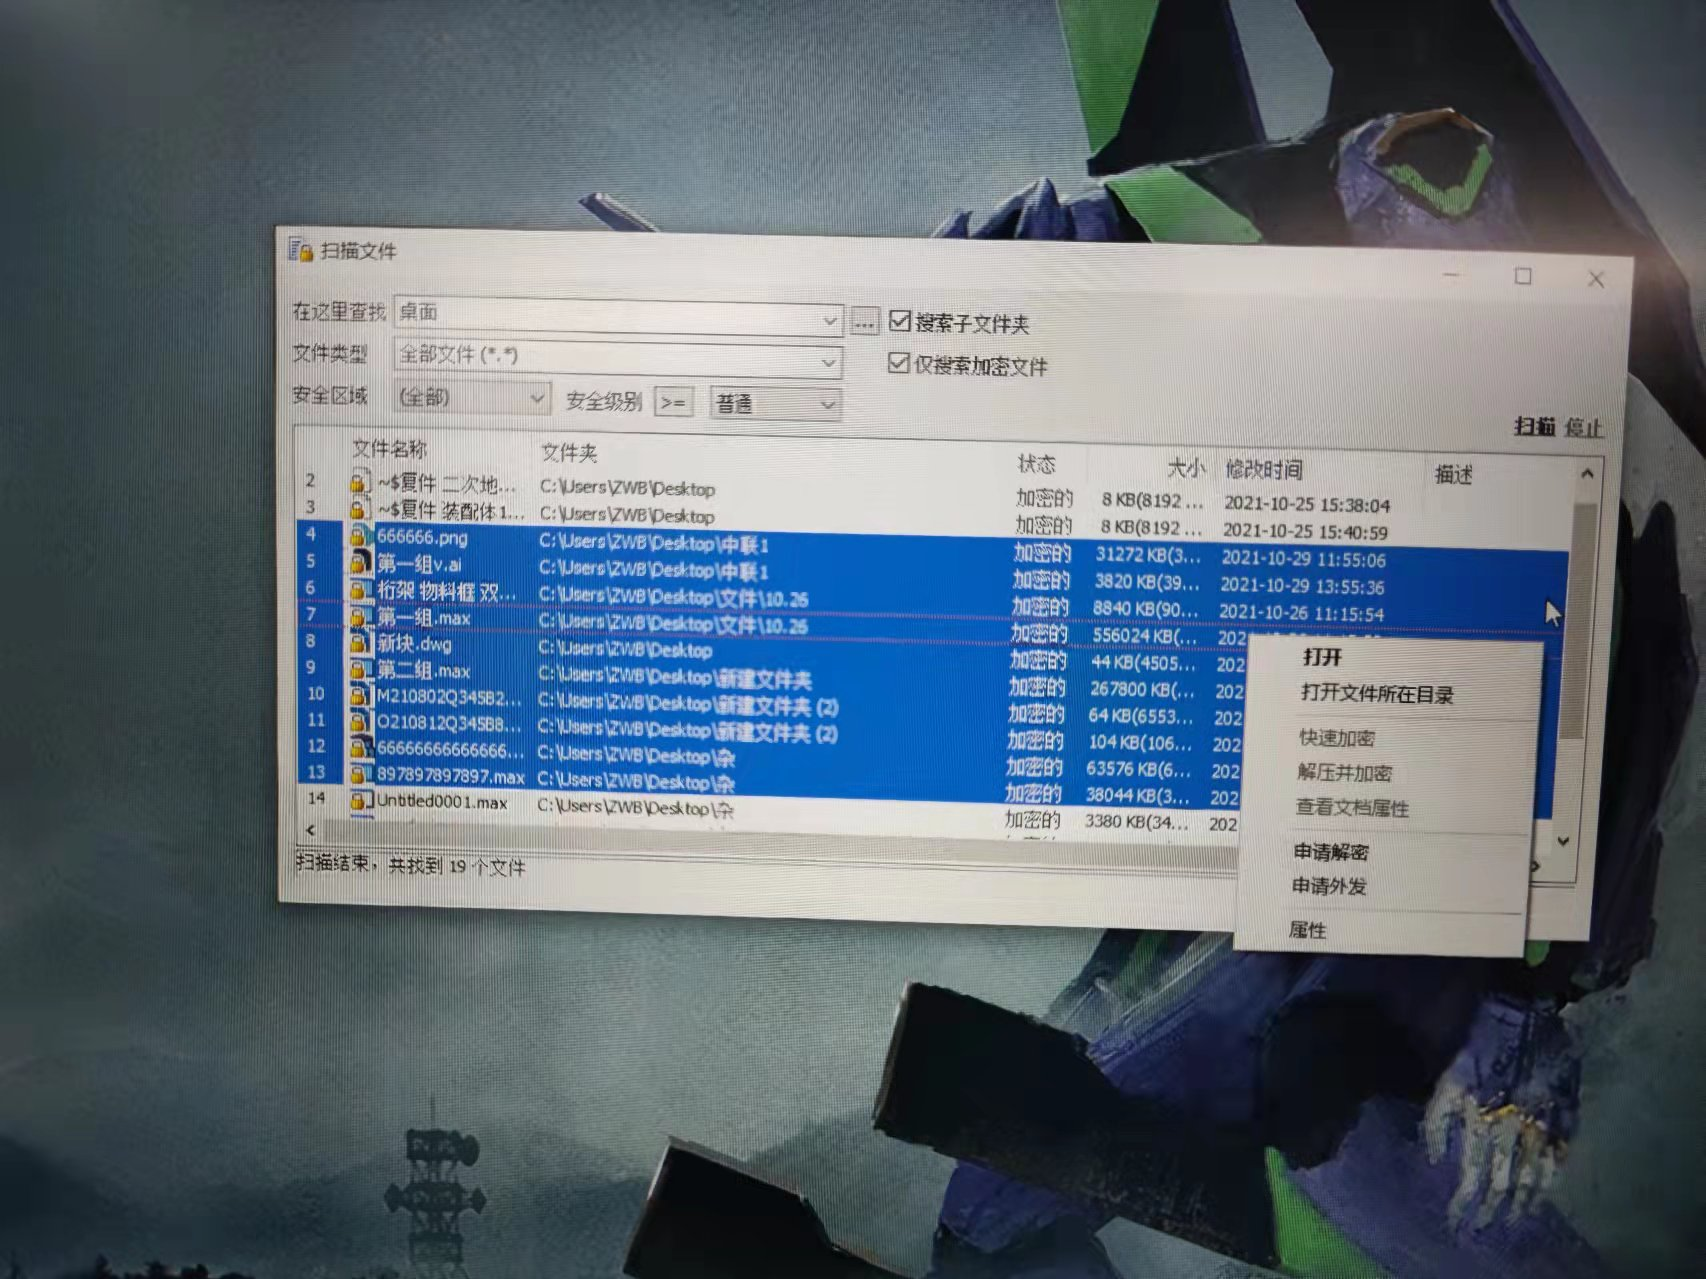 扫描文件
在这里查找 桌面 ... 搜索子文件夹
文件类型 全部文件 (*.*) 仅搜索加密文件
安全区域 (全部) 安全级别 >= 普通
扫描 停止
文件名称 文件夹 状态 大小 修改时间 描述
2 ~$复件 二次地... C:\Users\ZWB\Desktop 加密的 8 KB(8192 ... 2021-10-25 15:38:04
3 ~$复件 装配体1... C:\Users\ZWB\Desktop 加密的 8 KB(8192 ... 2021-10-25 15:40:59
4 666666.png C:\Users\ZWB\Desktop\中联1 加密的 31272 KB(3... 2021-10-29 11:55:06
5 第一组v.ai C:\Users\ZWB\Desktop\中联1 加密的 3820 KB(39... 2021-10-29 13:55:36
6 桁架 物料框 双... C:\Users\ZWB\Desktop\文件\10.26 加密的 8840 KB(90... 2021-10-26 11:15:54
7 第一组.max C:\Users\ZWB\Desktop\文件\10.26 加密的 556024 KB(... 202
8 新块.dwg C:\Users\ZWB\Desktop 加密的 44 KB(4505... 202
9 第二组.max C:\Users\ZWB\Desktop\新建文件夹 加密的 267800 KB(... 202
10 M210802Q345B2... C:\Users\ZWB\Desktop\新建文件夹 (2) 加密的 64 KB(6553... 202
11 O210812Q345B8... C:\Users\ZWB\Desktop\新建文件夹 (2) 加密的 104 KB(106... 202
12 66666666666666... C:\Users\ZWB\Desktop\杂 加密的 63576 KB(6... 202
13 897897897897.max C:\Users\ZWB\Desktop\杂 加密的 38044 KB(3... 202
14 Untitled0001.max C:\Users\ZWB\Desktop\杂 加密的 3380 KB(34... 202
扫描结束，共找到 19 个文件
打开
打开文件所在目录
快速加密
解压并加密
查看文档属性
申请解密
申请外发
属性